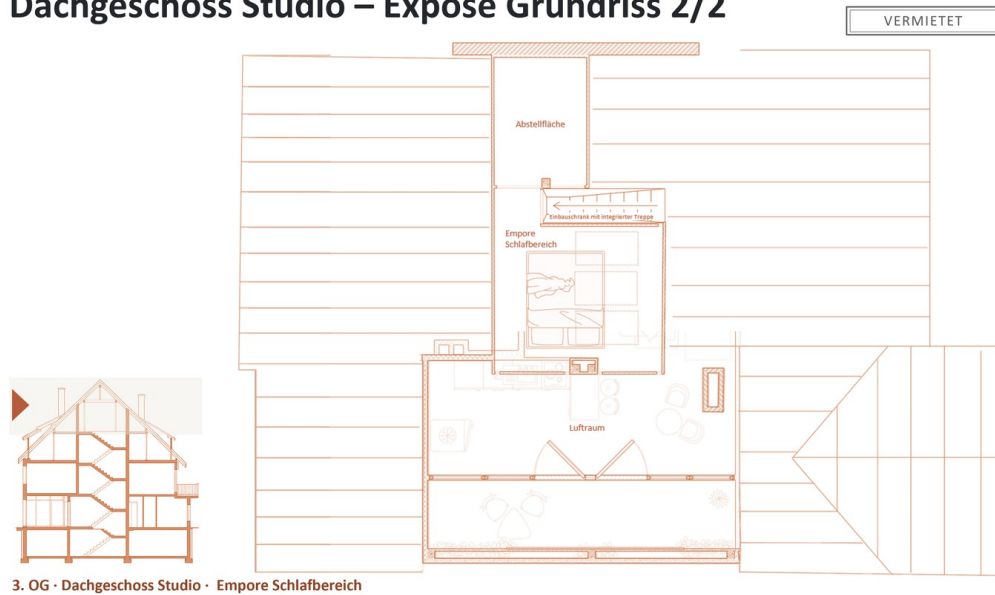 Dachgeschoss Studio – Exposé Grundriss 2/2
VERMIETET
Abstellfläche
Einbauschrank mit integrierter Treppe
Empore
Schlafbereich
Luftraum
3. OG · Dachgeschoss Studio · Empore Schlafbereich